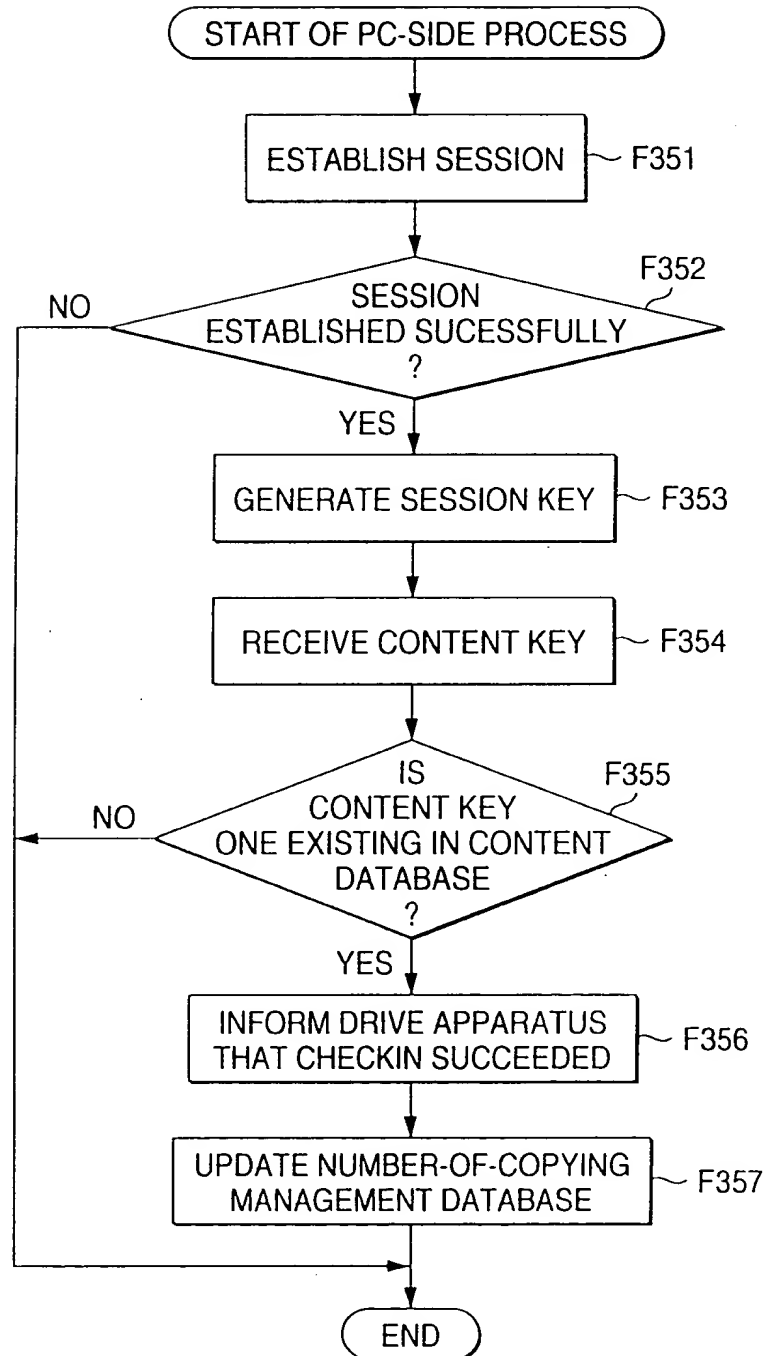 START OF PC-SIDE PROCESS
ESTABLISH SESSION
F351
F352
SESSION
ESTABLISHED SUCESSFULLY
?
NO
YES
GENERATE SESSION KEY
F353
RECEIVE CONTENT KEY
F354
F355
IS
CONTENT KEY
ONE EXISTING IN CONTENT
DATABASE
?
NO
YES
INFORM DRIVE APPARATUS
THAT CHECKIN SUCCEEDED
F356
UPDATE NUMBER-OF-COPYING
MANAGEMENT DATABASE
F357
END